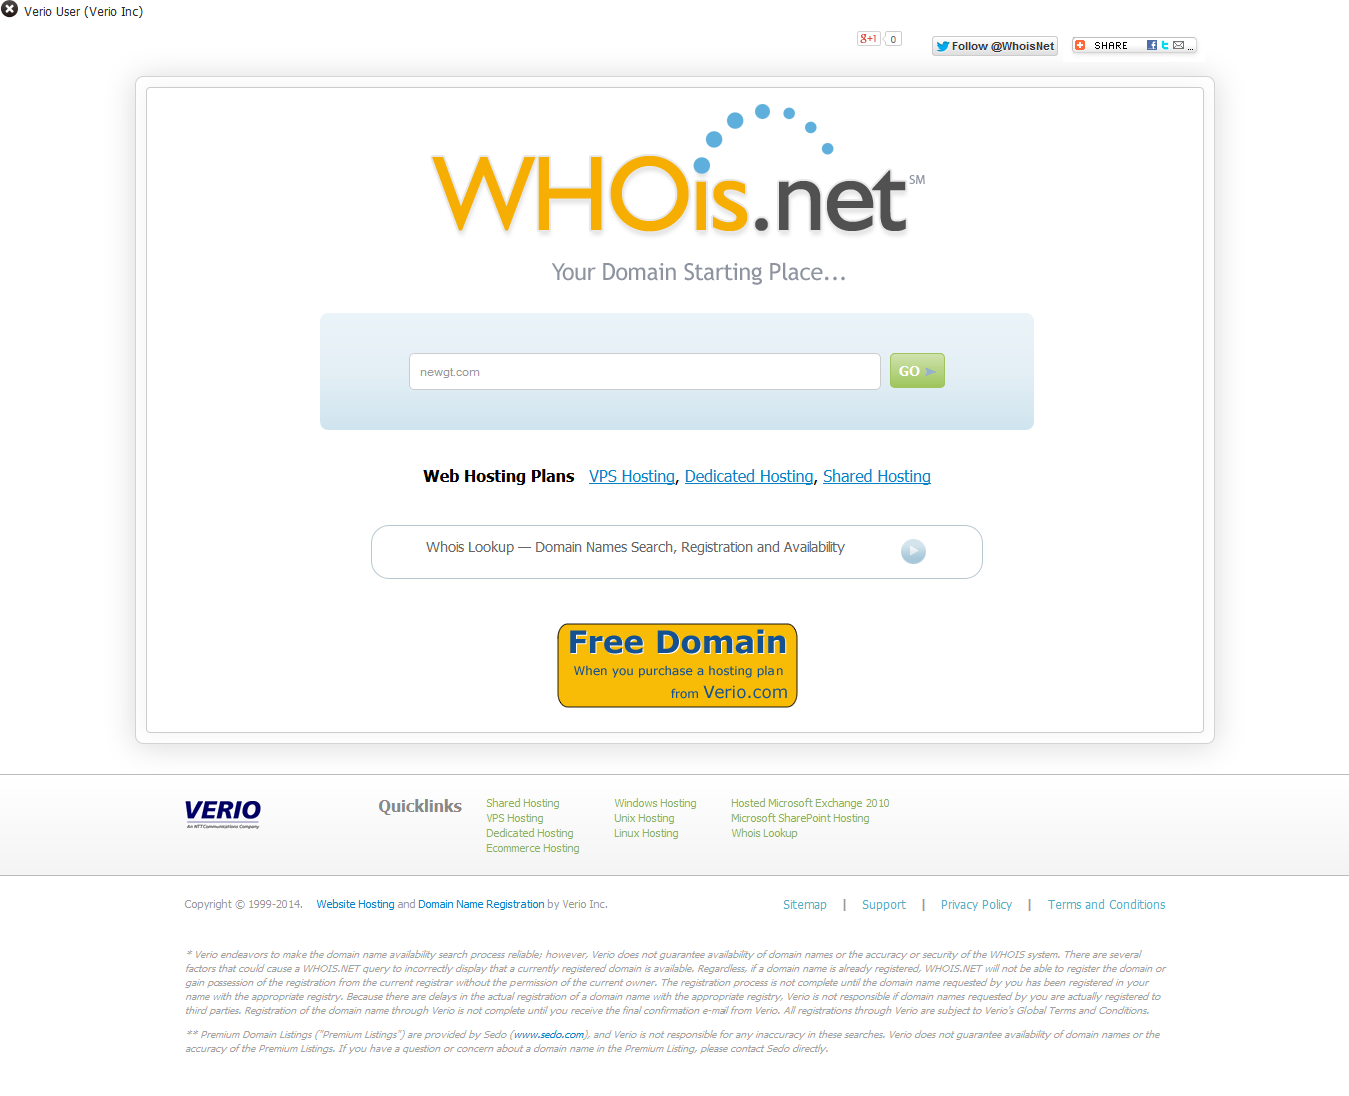 Verio User (Verio Inc)
g+1 0 Follow @WhoisNet SHARE ...
WHOis.net SM
Your Domain Starting Place...
newgt.com GO
Web Hosting Plans VPS Hosting, Dedicated Hosting, Shared Hosting
Whois Lookup — Domain Names Search, Registration and Availability
Free Domain
When you purchase a hosting plan
from Verio.com
VERIO
An NTT Communications Company
Quicklinks
Shared Hosting Windows Hosting Hosted Microsoft Exchange 2010
VPS Hosting Unix Hosting Microsoft SharePoint Hosting
Dedicated Hosting Linux Hosting Whois Lookup
Ecommerce Hosting
Copyright © 1999-2014. Website Hosting and Domain Name Registration by Verio Inc. Sitemap | Support | Privacy Policy | Terms and Conditions
* Verio endeavors to make the domain name availability search process reliable; however, Verio does not guarantee availability of domain names or the accuracy or security of the WHOIS system. There are several
factors that could cause a WHOIS.NET query to incorrectly display that a currently registered domain is available. Regardless, if a domain name is already registered, WHOIS.NET will not be able to register the domain or
gain possession of the registration from the current registrar without the permission of the current owner. The registration process is not complete until the domain name requested by you has been registered in your
name with the appropriate registry. Because there are delays in the actual registration of a domain name with the appropriate registry, Verio is not responsible if domain names requested by you are actually registered to
third parties. Registration of the domain name through Verio is not complete until you receive the final confirmation e-mail from Verio. All registrations through Verio are subject to Verio's Global Terms and Conditions.
** Premium Domain Listings ("Premium Listings") are provided by Sedo (www.sedo.com), and Verio is not responsible for any inaccuracy in these searches. Verio does not guarantee availability of domain names or the
accuracy of the Premium Listings. If you have a question or concern about a domain name in the Premium Listing, please contact Sedo directly.